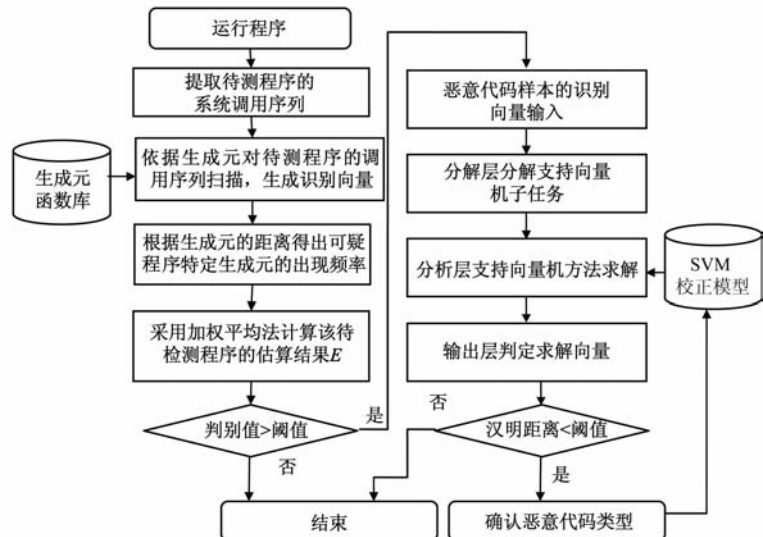 运行程序
提取待测程序的
系统调用序列
生成元
函数库
依据生成元对待测程序的调
用序列扫描，生成识别向量
根据生成元的距离得出可疑
程序特定生成元的出现频率
采用加权平均法计算该待
检测程序的估算结果E
判别值>阈值
是
否
结束
恶意代码样本的识别
向量输入
分解层分解支持向量
机子任务
分析层支持向量机方法求解
SVM
校正模型
输出层判定求解向量
否
汉明距离<阈值
是
确认恶意代码类型